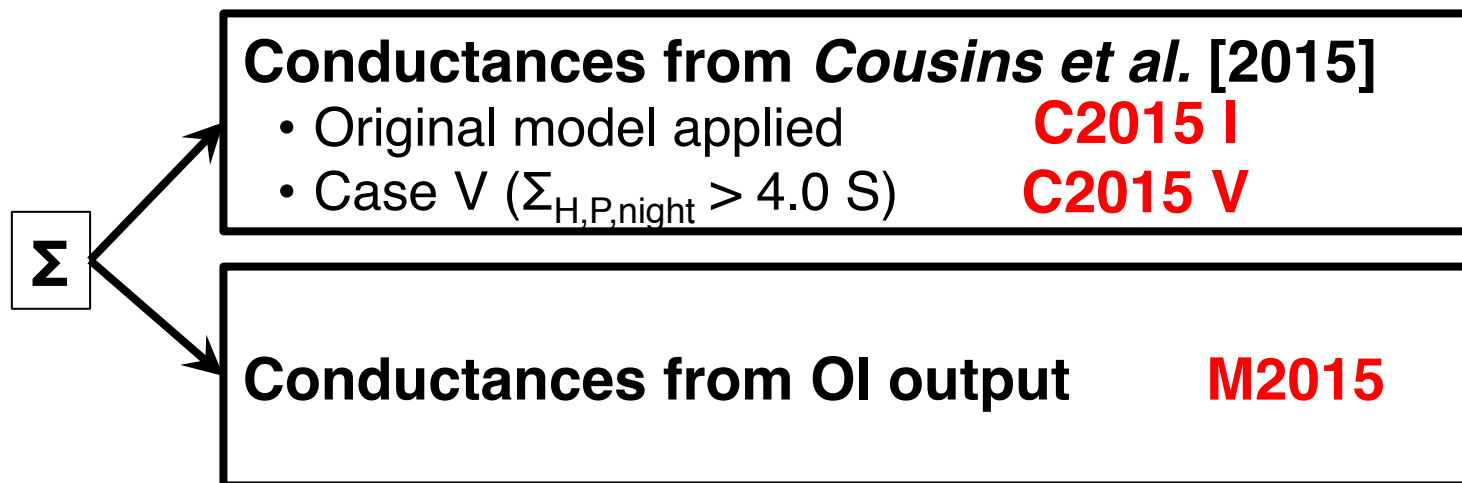 Conductances from Cousins et al. [2015]
• Original model applied C2015 I
• Case V (Σ_H,P,night > 4.0 S) C2015 V
Σ
Conductances from OI output M2015